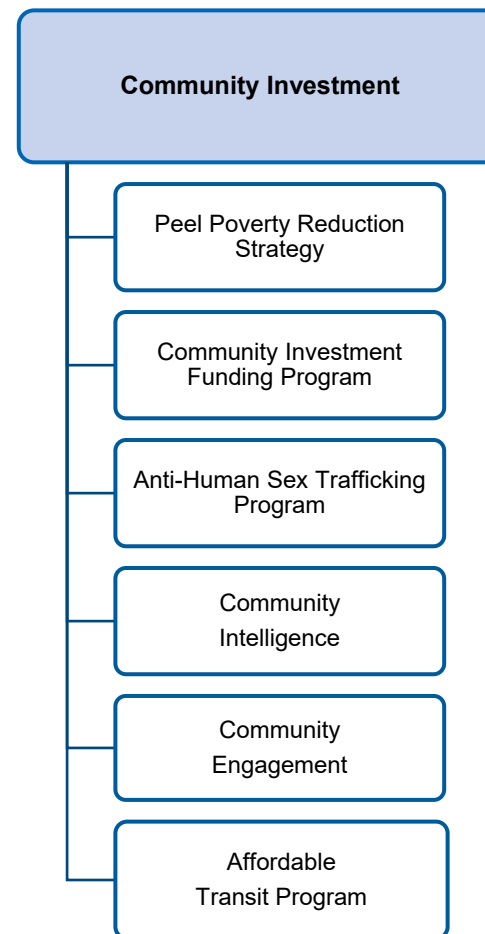 Community Investment
Peel Poverty Reduction
Strategy
Community Investment
Funding Program
Anti-Human Sex Trafficking
Program
Community
Intelligence
Community
Engagement
Affordable
Transit Program